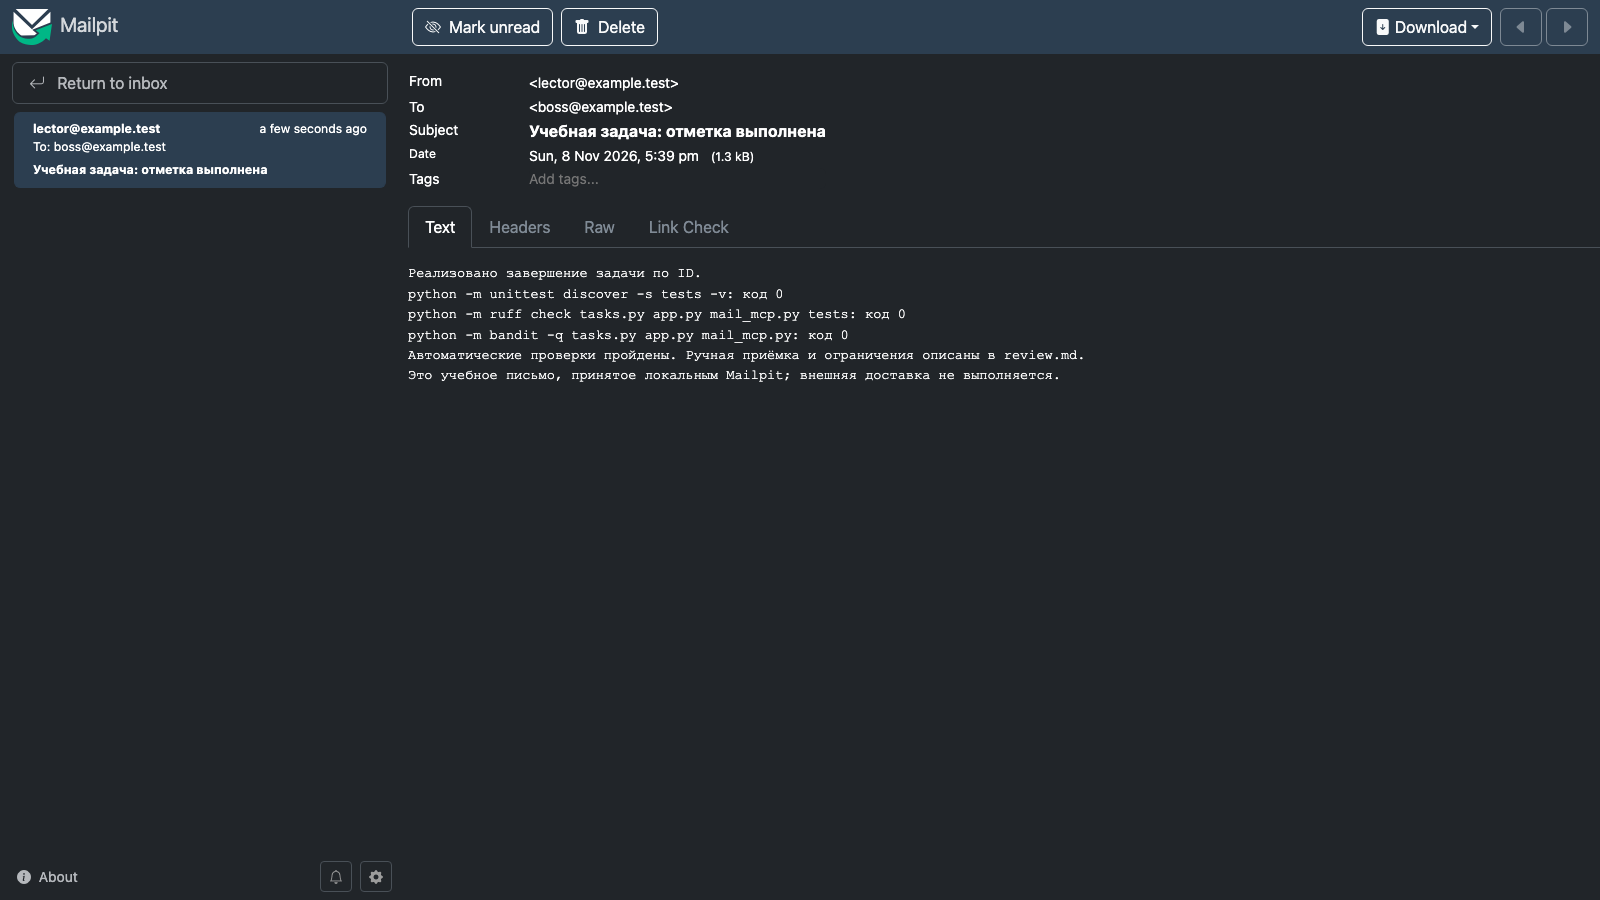 Mailpit
Mark unread
Delete
Download
Return to inbox
lector@example.test a few seconds ago
To: boss@example.test
Учебная задача: отметка выполнена
From <lector@example.test>
To <boss@example.test>
Subject Учебная задача: отметка выполнена
Date Sun, 8 Nov 2026, 5:39 pm (1.3 kB)
Tags Add tags...
Text Headers Raw Link Check
Реализовано завершение задачи по ID.
python -m unittest discover -s tests -v: код 0
python -m ruff check tasks.py app.py mail_mcp.py tests: код 0
python -m bandit -q tasks.py app.py mail_mcp.py: код 0
Автоматические проверки пройдены. Ручная приёмка и ограничения описаны в review.md.
Это учебное письмо, принятое локальным Mailpit; внешняя доставка не выполняется.
About